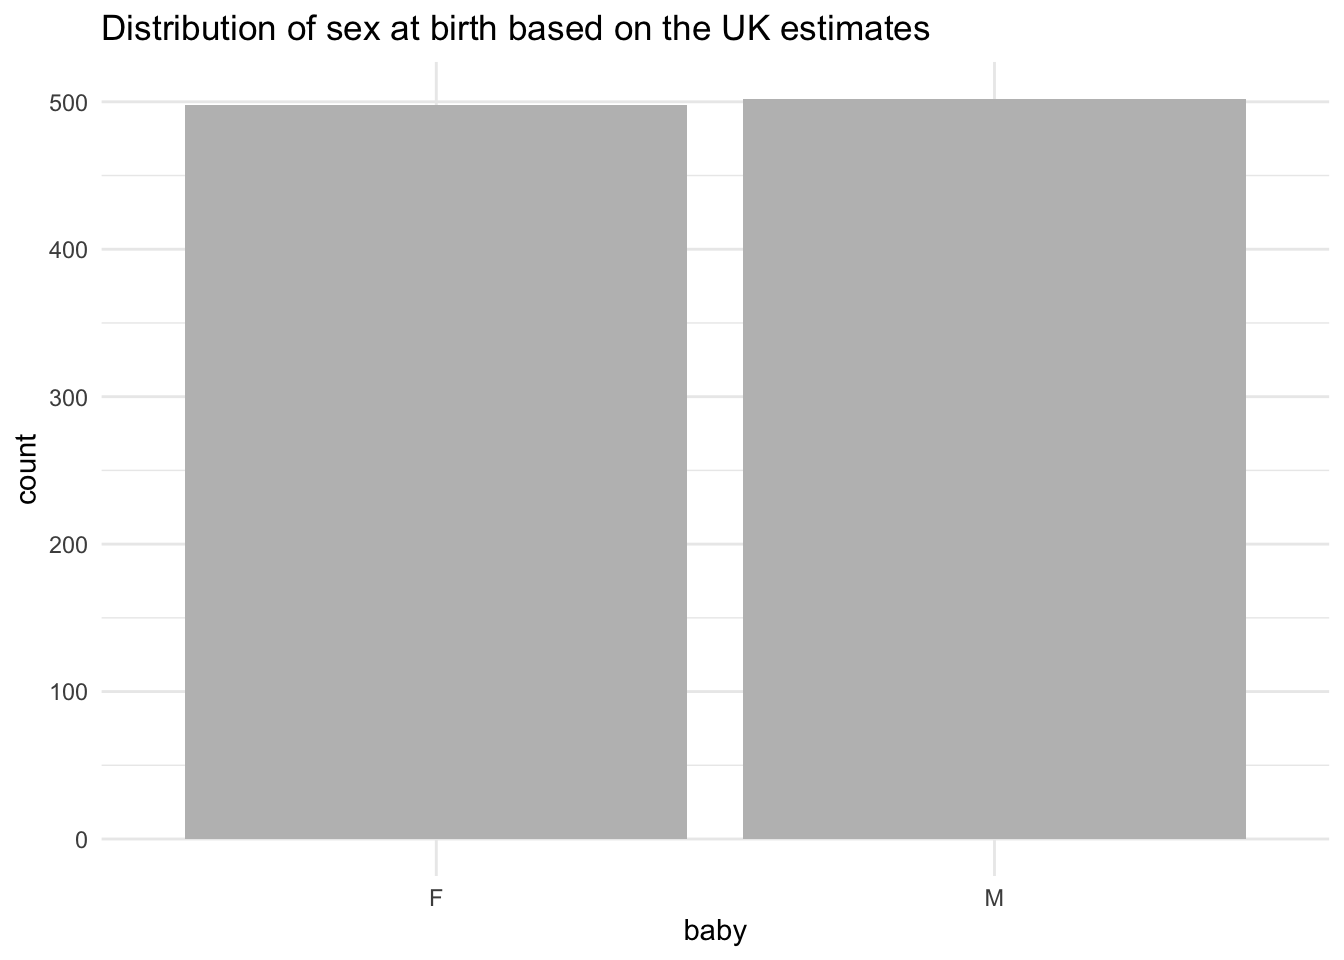 Distribution of sex at birth based on the UK estimates
500
400
300
200
100
0
count
F
M
baby